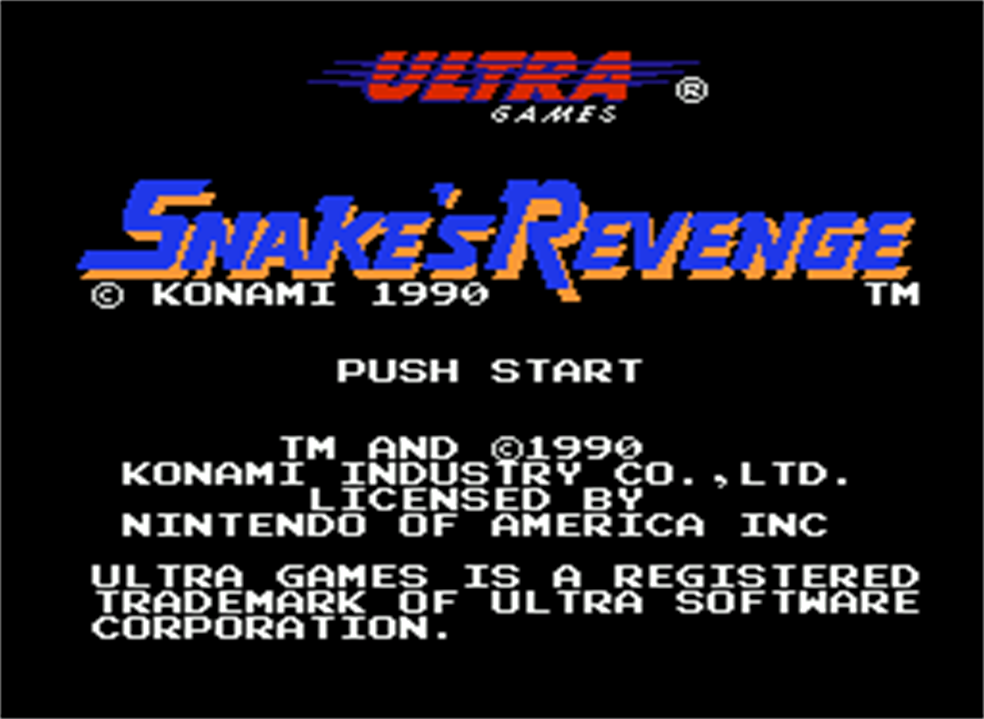 ULTRA ®
GAMES
SNAKE'S REVENGE
© KONAMI 1990 TM
PUSH START
TM AND ©1990
KONAMI INDUSTRY CO.,LTD.
LICENSED BY
NINTENDO OF AMERICA INC
ULTRA GAMES IS A REGISTERED
TRADEMARK OF ULTRA SOFTWARE
CORPORATION.